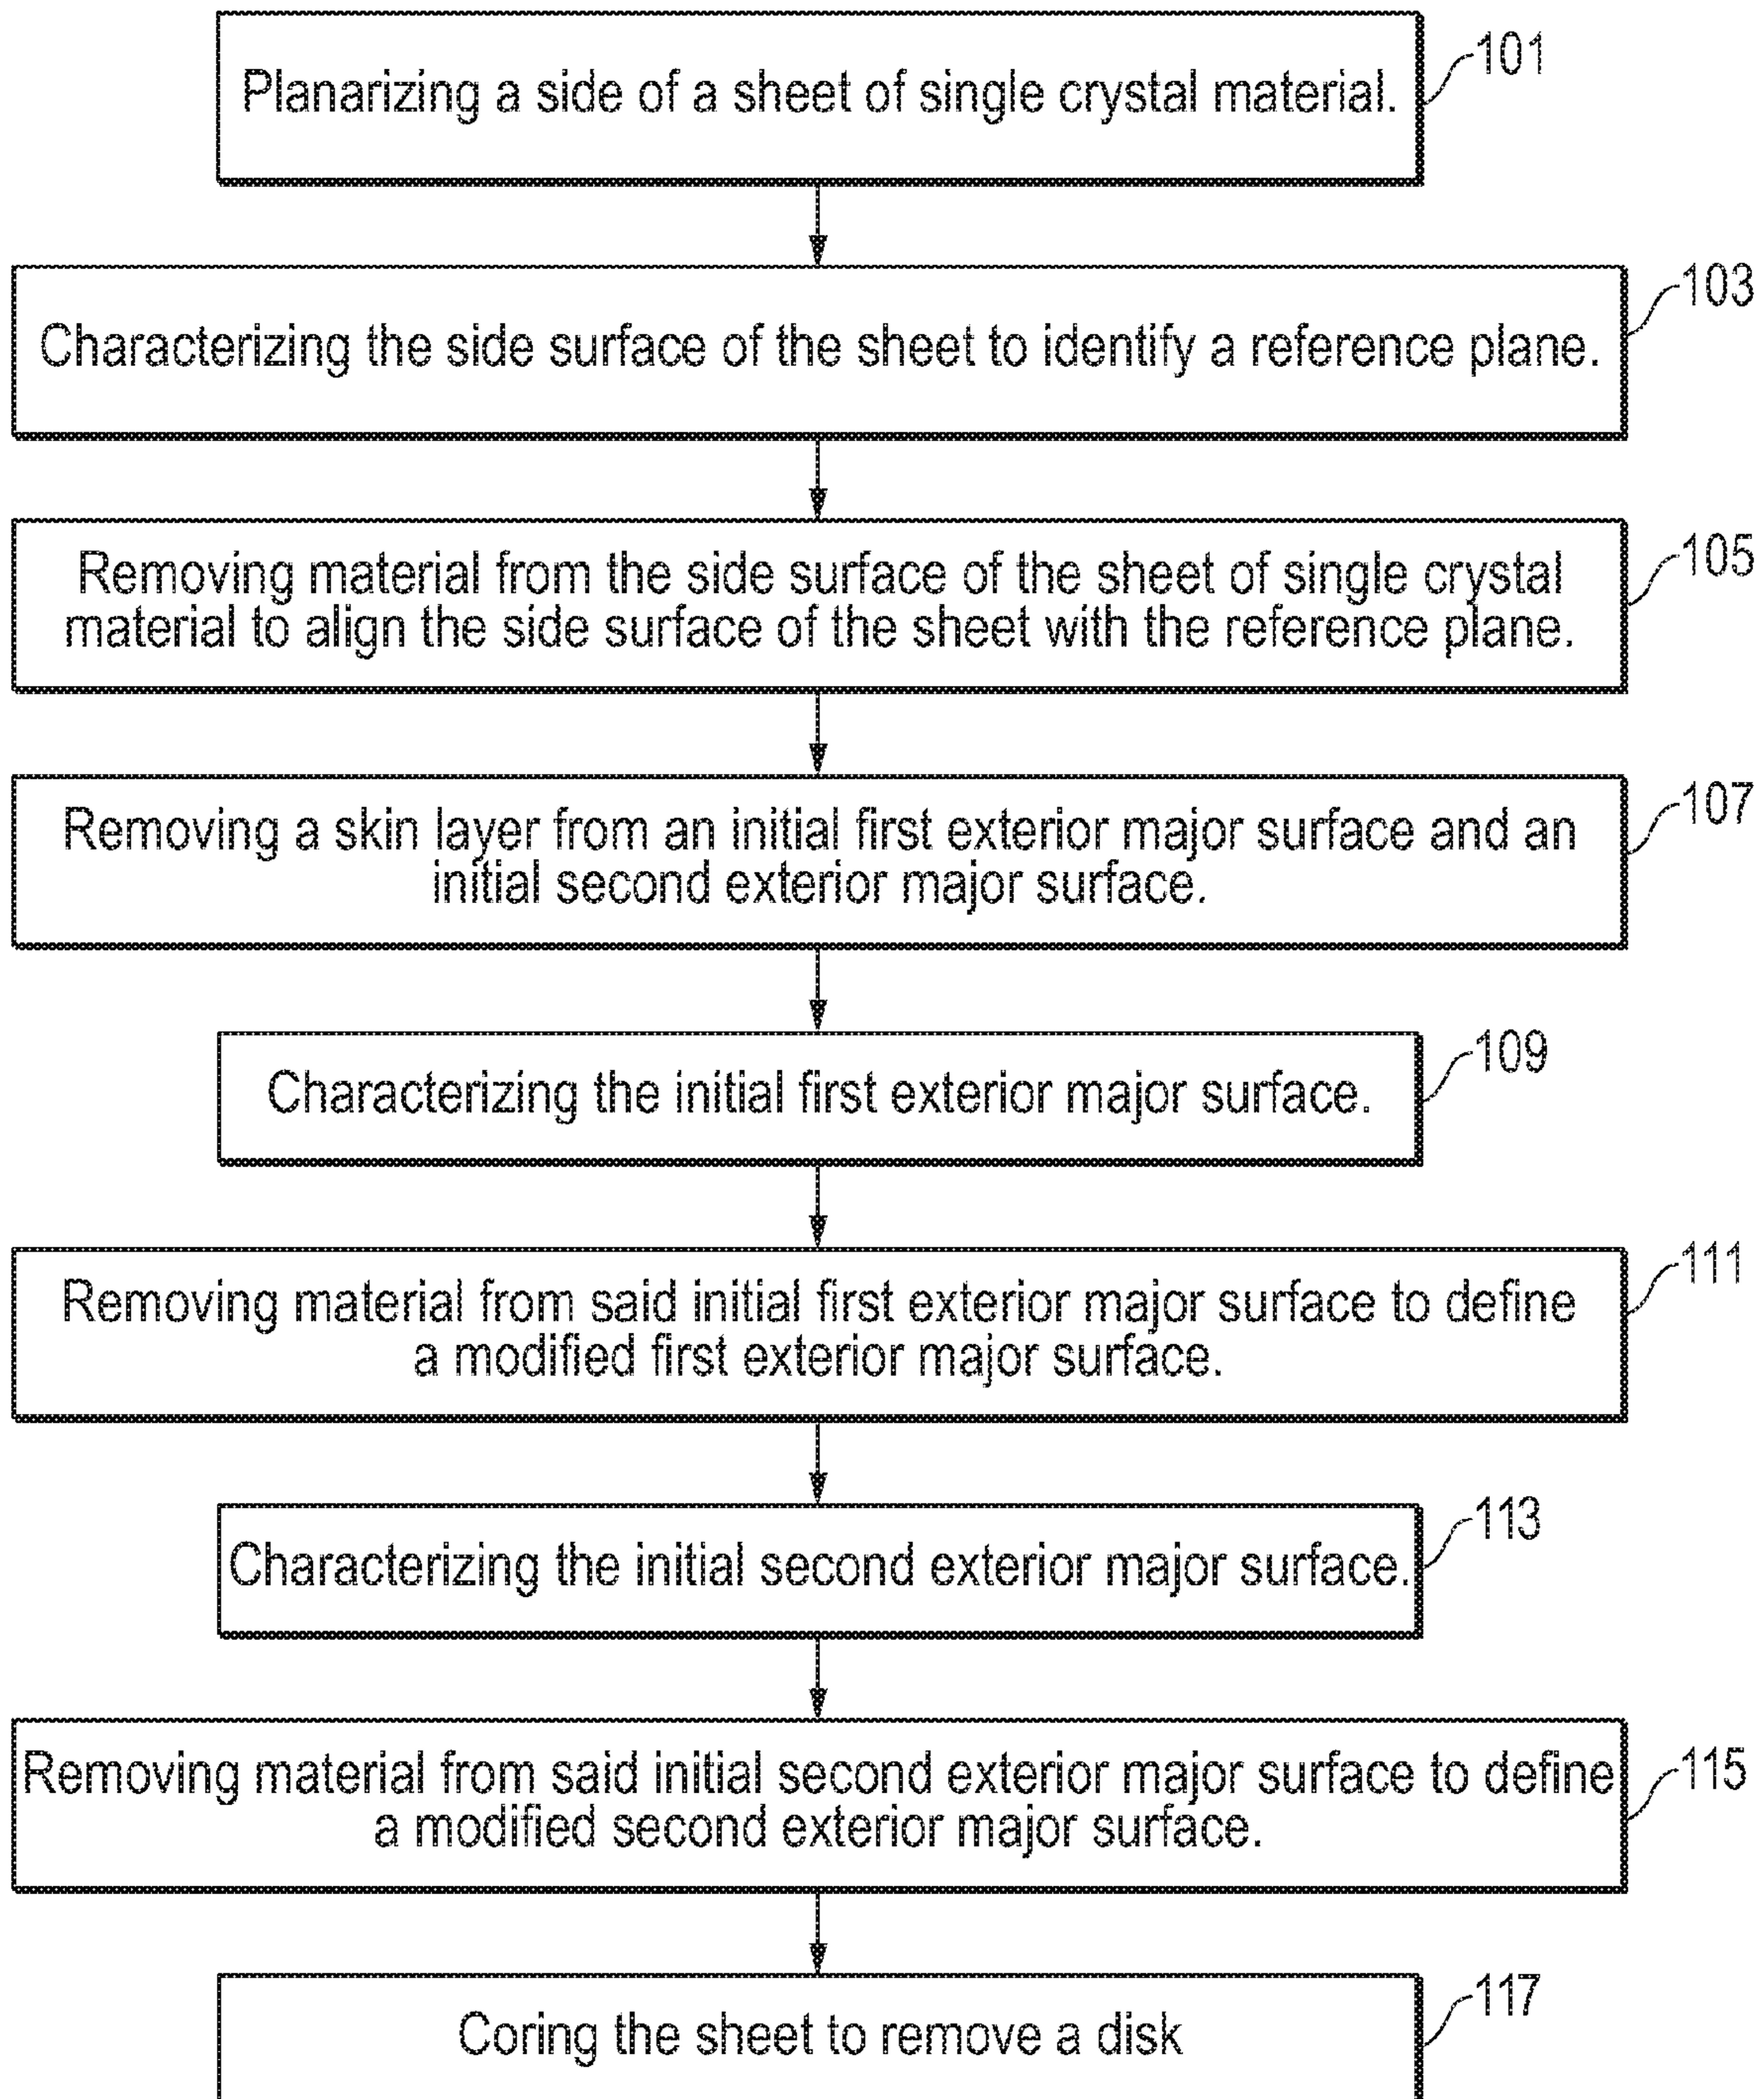 Planarizing a side of a sheet of single crystal material.
101
Characterizing the side surface of the sheet to identify a reference plane.
103
Removing material from the side surface of the sheet of single crystal
material to align the side surface of the sheet with the reference plane.
105
Removing a skin layer from an initial first exterior major surface and an
initial second exterior major surface.
107
Characterizing the initial first exterior major surface.
109
Removing material from said initial first exterior major surface to define
a modified first exterior major surface.
111
Characterizing the initial second exterior major surface.
113
Removing material from said initial second exterior major surface to define
a modified second exterior major surface.
115
Coring the sheet to remove a disk
117